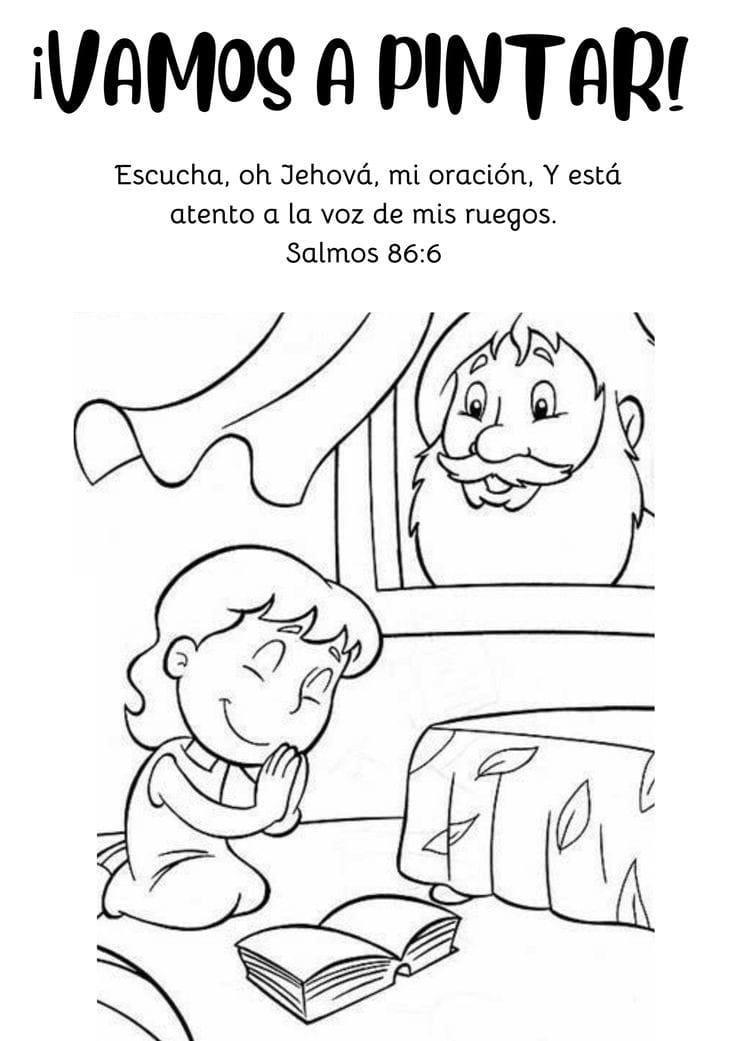 ¡VAMOS A PINTAR!
Escucha, oh Jehová, mi oración, Y está
atento a la voz de mis ruegos.
Salmos 86:6